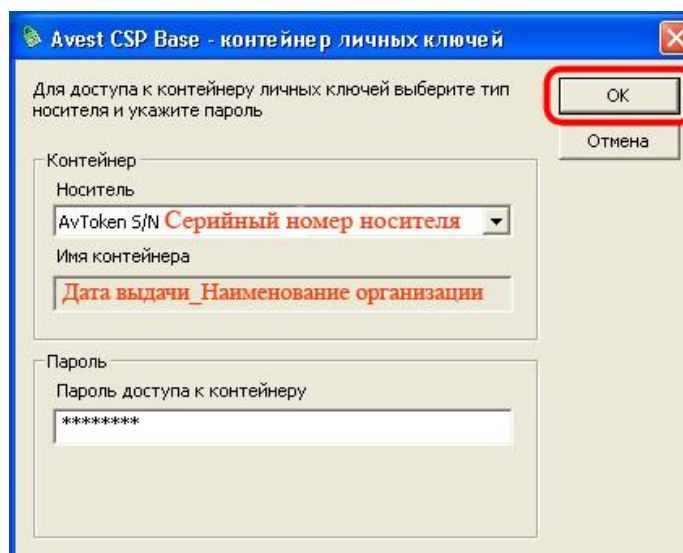 Avest CSP Base - контейнер личных ключей
Для доступа к контейнеру личных ключей выберите тип
носителя и укажите пароль
OK
Отмена
Контейнер
Носитель
AvToken S/N Серийный номер носителя
Имя контейнера
Дата выдачи_Наименование организации
Пароль
Пароль доступа к контейнеру
********